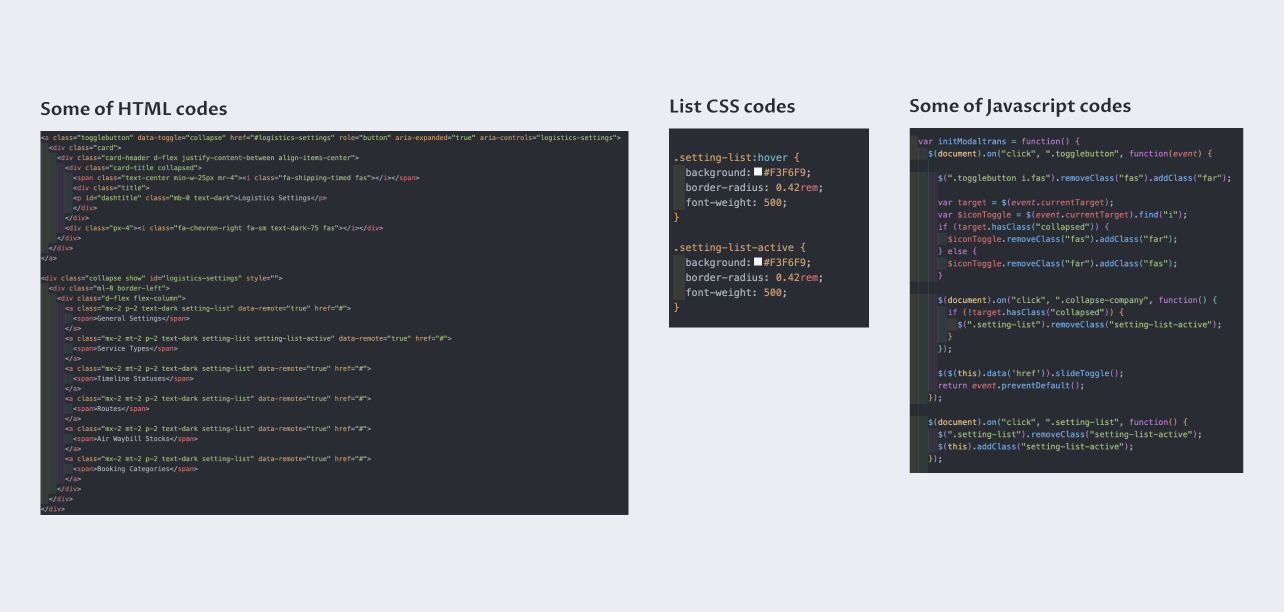 Some of HTML codes
<a class="togglebutton" data-toggle="collapse" href="#logistics-settings" role="button" aria-expanded="true" aria-controls="logistics-settings">
<div class="card">
<div class="card-header d-flex justify-content-between align-items-center">
<div class="card-title collapsed">
<span class="text-center min-w-25px mr-4"><i class="fa-shipping-timed fas"></i></span>
<div class="title">
<p id="dashtitle" class="mb-0 text-dark">Logistics Settings</p>
</div>
</div>
<div class="px-4"><i class="fa-chevron-right fa-sm text-dark-75 fas"></i></div>
</div>
</div>
</a>
<div class="collapse show" id="logistics-settings" style="">
<div class="ml-8 border-left">
<div class="d-flex flex-column">
<a class="mx-2 p-2 text-dark setting-list" data-remote="true" href="#">
<span>General Settings</span>
</a>
<a class="mx-2 mt-2 p-2 text-dark setting-list setting-list-active" data-remote="true" href="#">
<span>Service Types</span>
</a>
<a class="mx-2 mt-2 p-2 text-dark setting-list" data-remote="true" href="#">
<span>Timeline Statuses</span>
</a>
<a class="mx-2 mt-2 p-2 text-dark setting-list" data-remote="true" href="#">
<span>Routes</span>
</a>
<a class="mx-2 mt-2 p-2 text-dark setting-list" data-remote="true" href="#">
<span>Air Waybill Stocks</span>
</a>
<a class="mx-2 mt-2 p-2 text-dark setting-list" data-remote="true" href="#">
<span>Booking Categories</span>
</a>
</div>
</div>
</div>
List CSS codes
.setting-list:hover {
background: #F3F6F9;
border-radius: 0.42rem;
font-weight: 500;
}
.setting-list-active {
background: #F3F6F9;
border-radius: 0.42rem;
font-weight: 500;
}
Some of Javascript codes
var initModaltrans = function() {
$(document).on("click", ".togglebutton", function(event) {
$(".togglebutton i.fas").removeClass("fas").addClass("far");
var target = $(event.currentTarget);
var $iconToggle = $(event.currentTarget).find("i");
if (target.hasClass("collapsed")) {
$iconToggle.removeClass("fas").addClass("far");
} else {
$iconToggle.removeClass("far").addClass("fas");
}
$(document).on("click", ".collapse-company", function() {
if (!target.hasClass("collapsed")) {
$(".setting-list").removeClass("setting-list-active");
}
});
$($(this).data('href')).slideToggle();
return event.preventDefault();
});
$(document).on("click", ".setting-list", function() {
$(".setting-list").removeClass("setting-list-active");
$(this).addClass("setting-list-active");
});